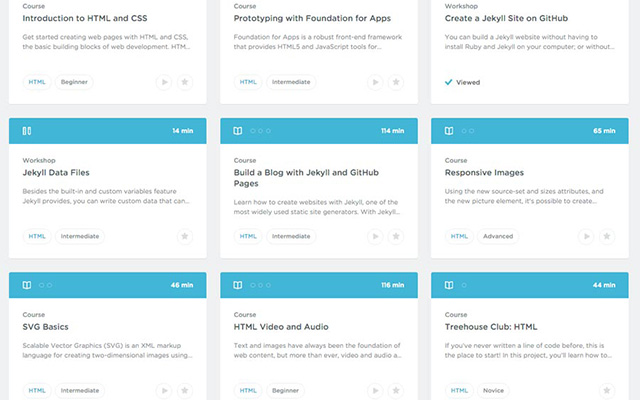 Course
Introduction to HTML and CSS
Get started creating web pages with HTML and CSS,
the basic building blocks of web development. HTM...
HTML Beginner
Course
Prototyping with Foundation for Apps
Foundation for Apps is a robust front-end framework
that provides HTML5 and JavaScript tools for...
HTML Intermediate
Workshop
Create a Jekyll Site on GitHub
You can build a Jekyll website without having to
install Ruby and Jekyll on your computer; or without...
Viewed
14 min
Workshop
Jekyll Data Files
Besides the built-in and custom variables feature
Jekyll provides, you can write custom data that can...
HTML Intermediate
114 min
Course
Build a Blog with Jekyll and GitHub
Pages
Learn how to create websites with Jekyll, one of the
most widely used static site generators. With Jekyll...
HTML Intermediate
65 min
Course
Responsive Images
Using the new source-set and sizes attributes, and
the new picture element, it's possible to create...
HTML Advanced
46 min
Course
SVG Basics
Scalable Vector Graphics (SVG) is an XML markup
language for creating two-dimensional images using...
HTML Intermediate
116 min
Course
HTML Video and Audio
Text and images have always been the foundation of
web content, but more than ever, video and audio a...
HTML Beginner
44 min
Course
Treehouse Club: HTML
If you've never written a line of code before, this is
the place to start! In this project, you'll learn how to...
HTML Novice